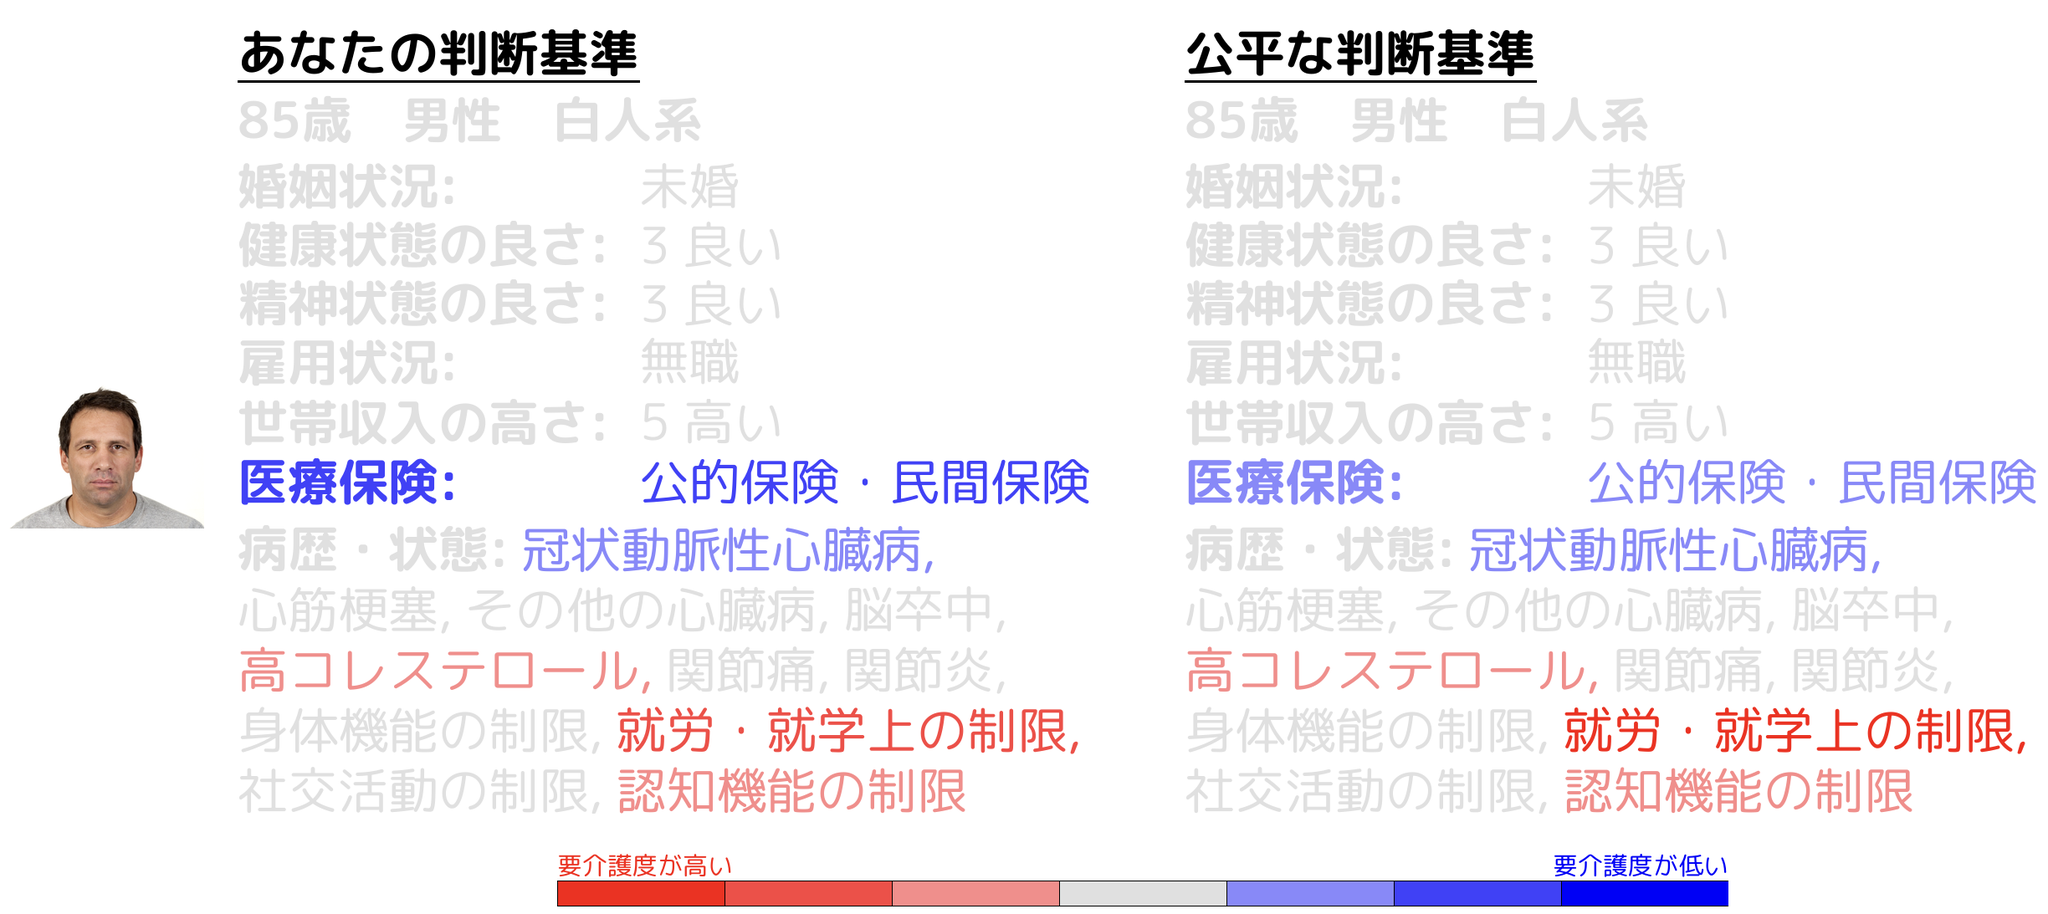 あなたの判断基準
85歳　男性　白人系
婚姻状況: 未婚
健康状態の良さ: 3 良い
精神状態の良さ: 3 良い
雇用状況: 無職
世帯収入の高さ: 5 高い
医療保険: 公的保険・民間保険
病歴・状態: 冠状動脈性心臓病,
心筋梗塞, その他の心臓病, 脳卒中,
高コレステロール, 関節痛, 関節炎,
身体機能の制限, 就労・就学上の制限,
社交活動の制限, 認知機能の制限
公平な判断基準
85歳　男性　白人系
婚姻状況: 未婚
健康状態の良さ: 3 良い
精神状態の良さ: 3 良い
雇用状況: 無職
世帯収入の高さ: 5 高い
医療保険: 公的保険・民間保険
病歴・状態: 冠状動脈性心臓病,
心筋梗塞, その他の心臓病, 脳卒中,
高コレステロール, 関節痛, 関節炎,
身体機能の制限, 就労・就学上の制限,
社交活動の制限, 認知機能の制限
要介護度が高い
要介護度が低い